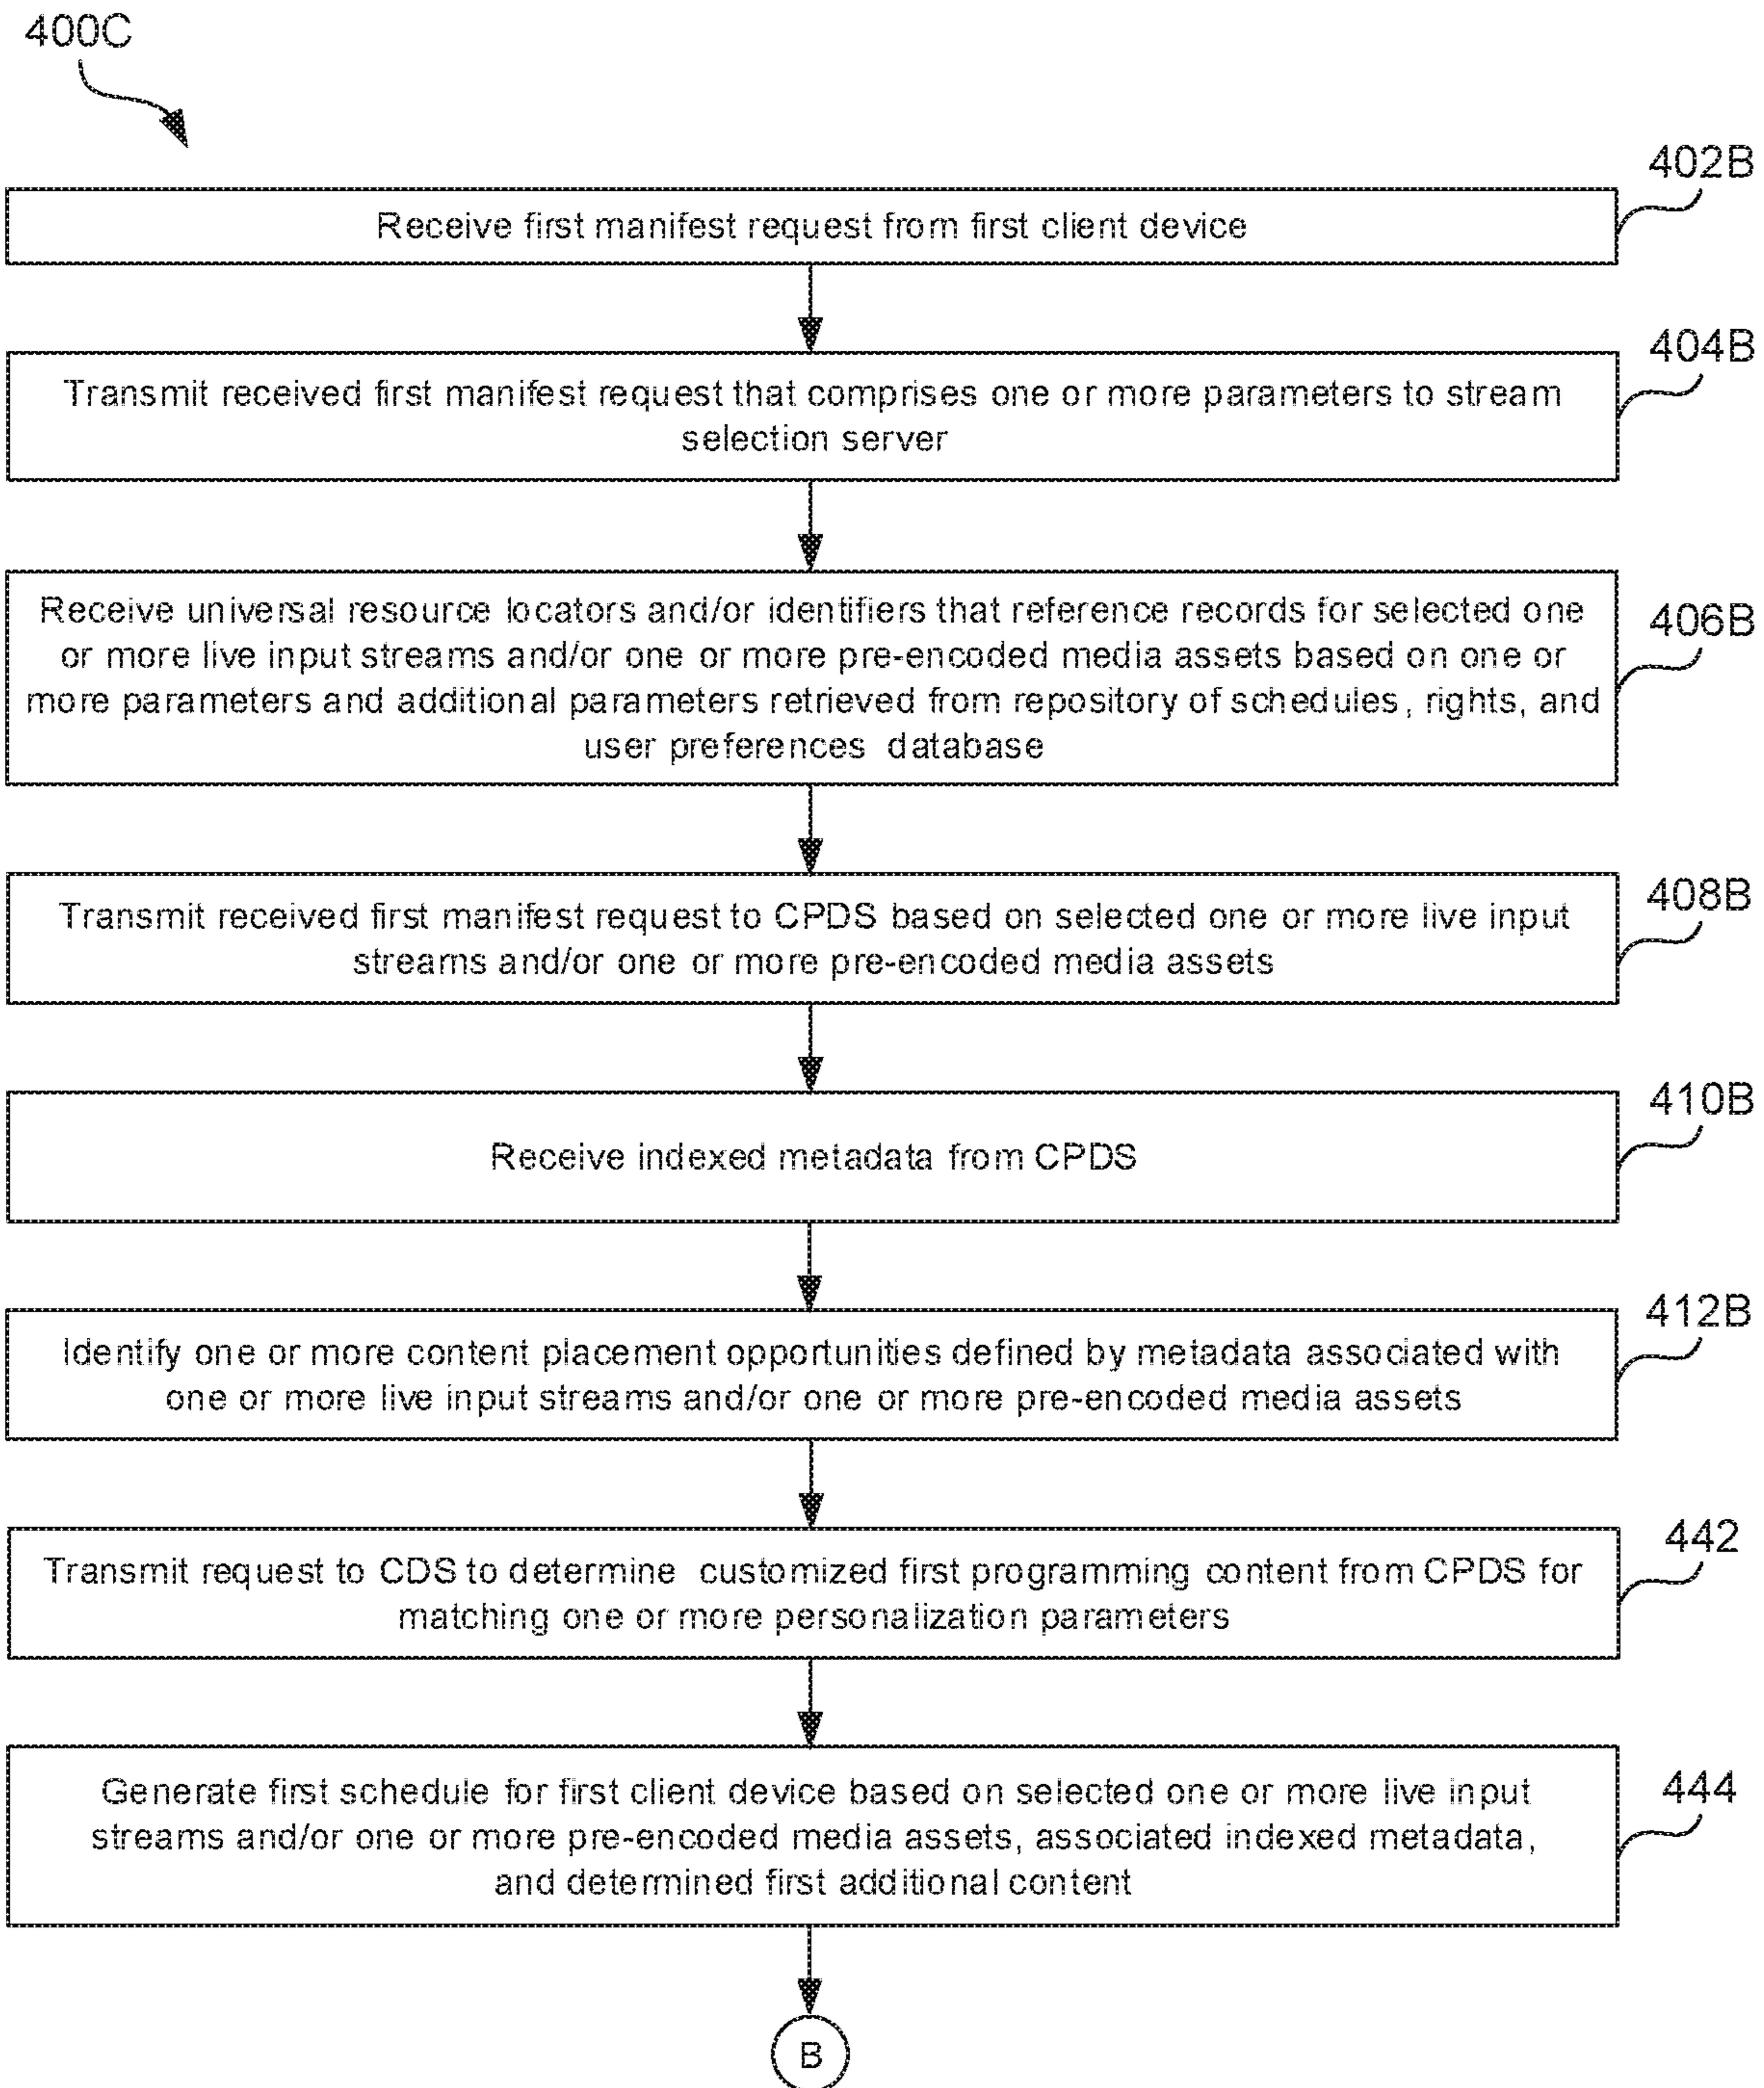 400C
402B
Receive first manifest request from first client device
404B
Transmit received first manifest request that comprises one or more parameters to stream
selection server
406B
Receive universal resource locators and/or identifiers that reference records for selected one
or more live input streams and/or one or more pre-encoded media assets based on one or
more parameters and additional parameters retrieved from repository of schedules, rights, and
user preferences database
408B
Transmit received first manifest request to CPDS based on selected one or more live input
streams and/or one or more pre-encoded media assets
410B
Receive indexed metadata from CPDS
412B
Identify one or more content placement opportunities defined by metadata associated with
one or more live input streams and/or one or more pre-encoded media assets
442
Transmit request to CDS to determine customized first programming content from CPDS for
matching one or more personalization parameters
444
Generate first schedule for first client device based on selected one or more live input
streams and/or one or more pre-encoded media assets, associated indexed metadata,
and determined first additional content
B